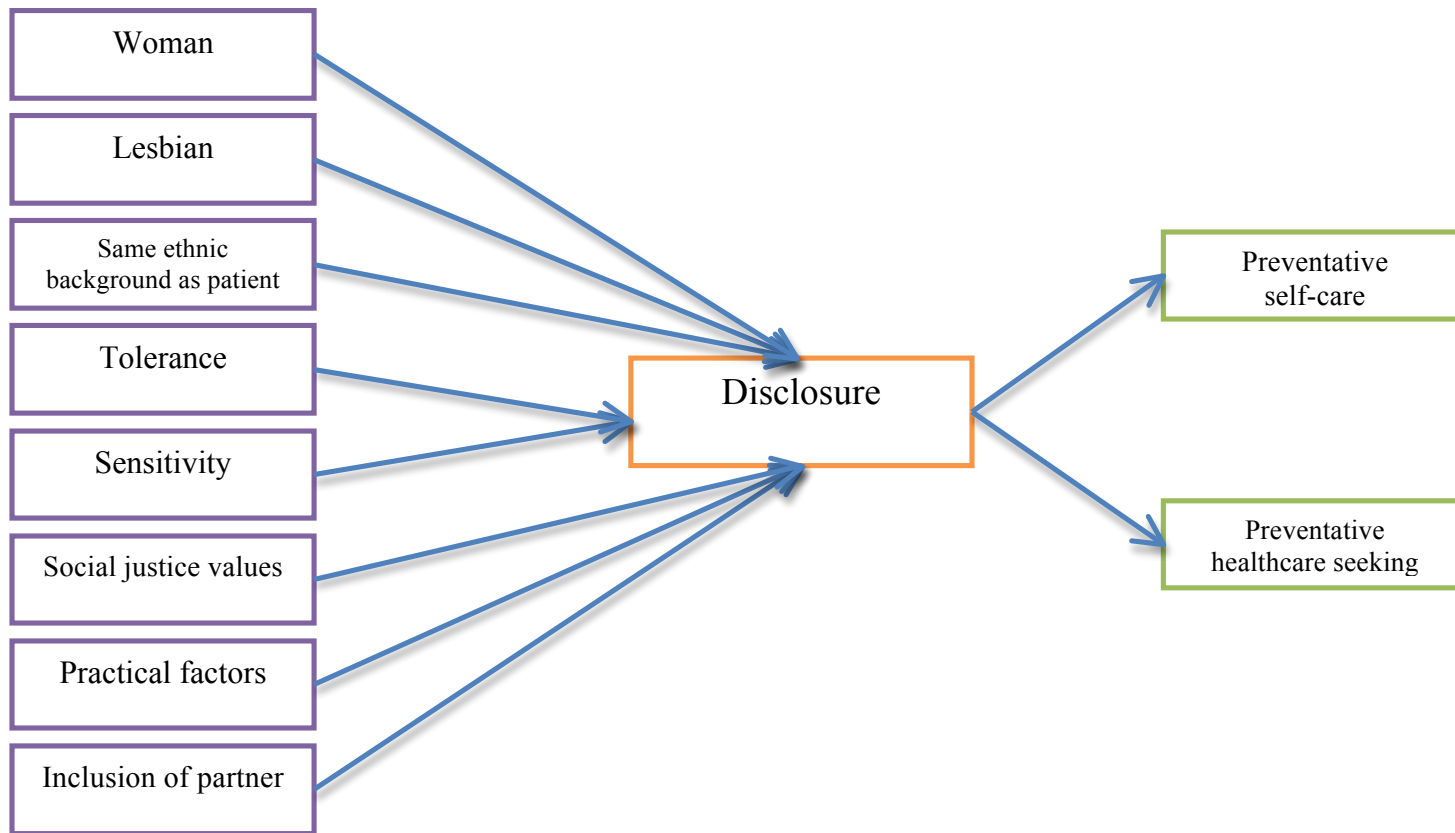 Woman
Lesbian
Same ethnic
background as patient
Tolerance
Sensitivity
Social justice values
Practical factors
Inclusion of partner
Disclosure
Preventative
self-care
Preventative
healthcare seeking